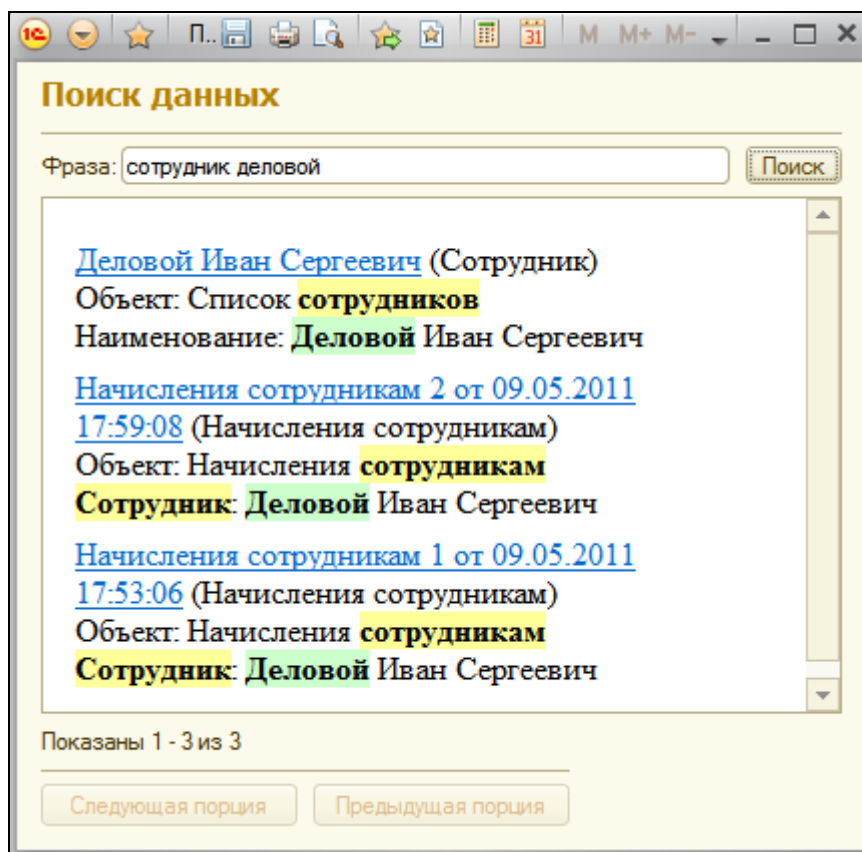 1С П.. 31 M M+ M-
Поиск данных
Фраза: сотрудник деловой Поиск
Деловой Иван Сергеевич (Сотрудник)
Объект: Список сотрудников
Наименование: Деловой Иван Сергеевич
Начисления сотрудникам 2 от 09.05.2011
17:59:08 (Начисления сотрудникам)
Объект: Начисления сотрудникам
Сотрудник: Деловой Иван Сергеевич
Начисления сотрудникам 1 от 09.05.2011
17:53:06 (Начисления сотрудникам)
Объект: Начисления сотрудникам
Сотрудник: Деловой Иван Сергеевич
Показаны 1 - 3 из 3
Следующая порция Предыдущая порция